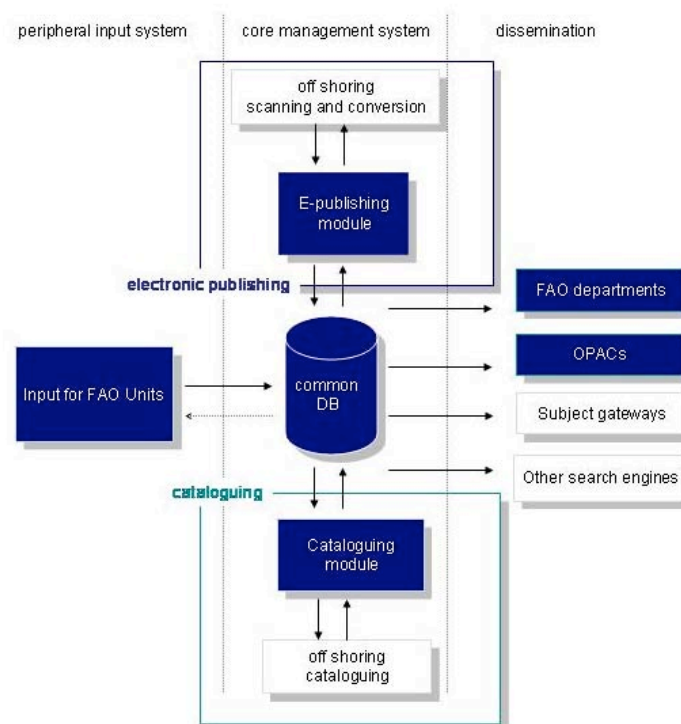 peripheral input system
core management system
dissemination
off shoring
scanning and conversion
E-publishing
module
electronic publishing
FAO departments
OPACs
Input for FAO Units
common
DB
Subject gateways
Other search engines
cataloguing
Cataloguing
module
off shoring
cataloguing